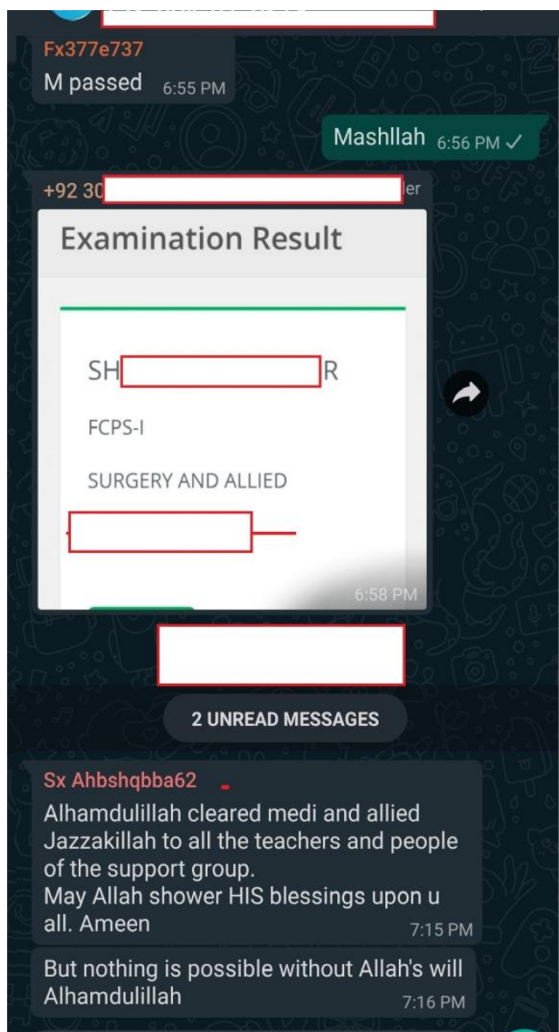 Fx377e737
M passed 6:55 PM
Mashllah 6:56 PM
+92 30 er
Examination Result
SH R
FCPS-I
SURGERY AND ALLIED
6:58 PM
2 UNREAD MESSAGES
Sx Ahbshqbba62
Alhamdulillah cleared medi and allied
Jazzakillah to all the teachers and people
of the support group.
May Allah shower HIS blessings upon u
all. Ameen 7:15 PM
But nothing is possible without Allah's will
Alhamdulillah 7:16 PM